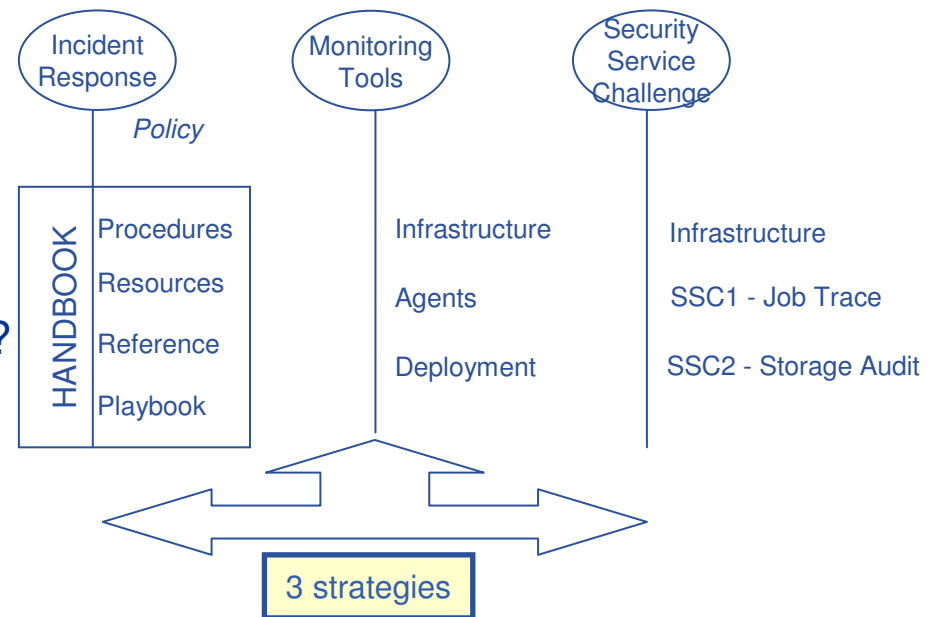 Incident
Response
Monitoring
Tools
Security
Service
Challenge
Policy
HANDBOOK
Procedures
Resources
Reference
Playbook
?
Infrastructure
Agents
Deployment
Infrastructure
SSC1 - Job Trace
SSC2 - Storage Audit
3 strategies